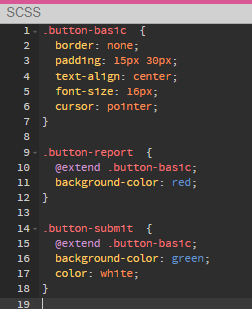 SCSS
1 .button-basic {
2 border: none;
3 padding: 15px 30px;
4 text-align: center;
5 font-size: 16px;
6 cursor: pointer;
7 }
8
9 .button-report {
10 @extend .button-basic;
11 background-color: red;
12 }
13
14 .button-submit {
15 @extend .button-basic;
16 background-color: green;
17 color: white;
18 }
19